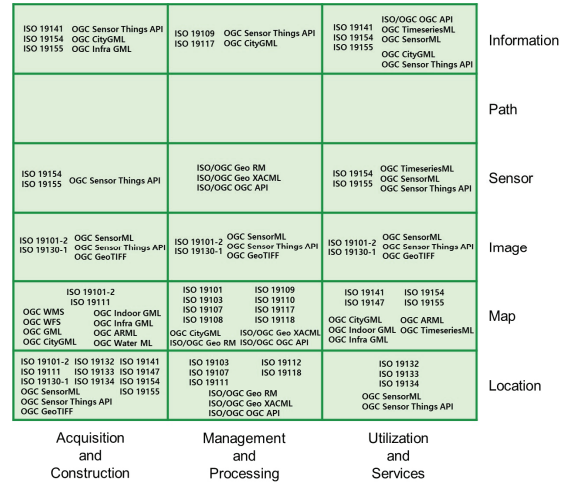 ISO 19141 OGC Sensor Things API
ISO 19154 OGC CityGML
ISO 19155 OGC Infra GML
ISO 19109 OGC Sensor Things API
ISO 19117 OGC CityGML
ISO/OGC OGC API
ISO 19141 OGC TimeseriesML
ISO 19154 OGC SensorML
ISO 19155 OGC CityGML
OGC Sensor Things API
Information
Path
ISO 19154
ISO 19155 OGC Sensor Things API
ISO/OGC Geo RM
ISO/OGC Geo XACML
ISO/OGC OGC API
ISO 19154 OGC TimeseriesML
ISO 19155 OGC SensorML
OGC Sensor Things API
Sensor
ISO 19101-2 OGC SensorML
ISO 19130-1 OGC Sensor Things API
OGC GeoTIFF
ISO 19101-2 OGC SensorML
ISO 19130-1 OGC Sensor Things API
OGC GeoTIFF
ISO 19101-2 OGC SensorML
ISO 19130-1 OGC Sensor Things API
OGC GeoTIFF
Image
ISO 19101-2
ISO 19111
OGC WMS OGC Indoor GML
OGC WFS OGC Infra GML
OGC GML OGC ARML
OGC CityGML OGC Water ML
ISO 19101 ISO 19109
ISO 19103 ISO 19110
ISO 19107 ISO 19117
ISO 19108 ISO 19118
OGC CityGML ISO/OGC Geo XACML
ISO/OGC Geo RM ISO/OGC OGC API
ISO 19141 ISO 19154
ISO 19147 ISO 19155
OGC CityGML OGC ARML
OGC Indoor GML OGC TimeseriesML
OGC Infra GML
Map
ISO 19101-2 ISO 19132 ISO 19141
ISO 19111 ISO 19133 ISO 19147
ISO 19130-1 ISO 19134 ISO 19154
OGC SensorML ISO 19155
OGC Sensor Things API
OGC GeoTIFF
ISO 19103 ISO 19112
ISO 19107 ISO 19118
ISO 19111
ISO/OGC Geo RM
ISO/OGC Geo XACML
ISO/OGC OGC API
ISO 19132
ISO 19133
ISO 19134
OGC SensorML
OGC Sensor Things API
Location
Acquisition
and
Construction
Management
and
Processing
Utilization
and
Services